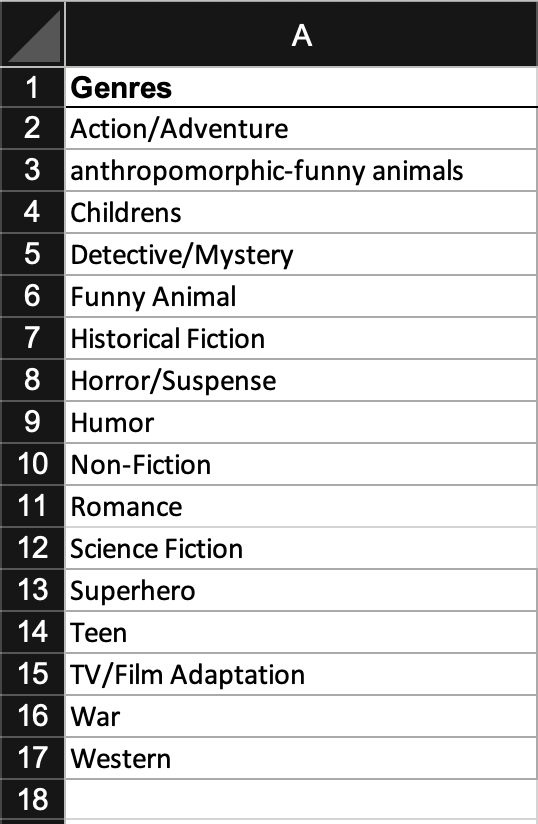 A
1 Genres
2 Action/Adventure
3 anthropomorphic-funny animals
4 Childrens
5 Detective/Mystery
6 Funny Animal
7 Historical Fiction
8 Horror/Suspense
9 Humor
10 Non-Fiction
11 Romance
12 Science Fiction
13 Superhero
14 Teen
15 TV/Film Adaptation
16 War
17 Western
18